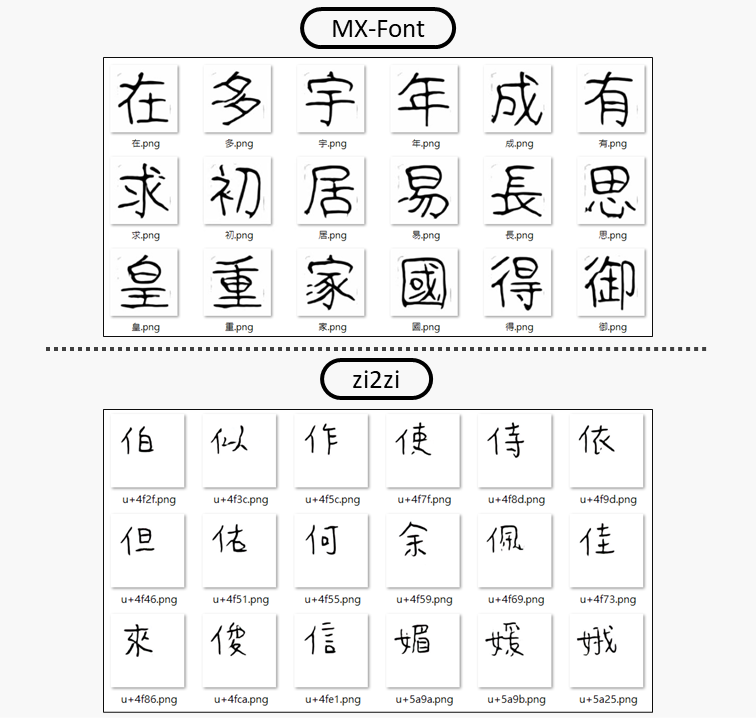 MX-Font
在 多 宇 年 成 有
在.png 多.png 宇.png 年.png 成.png 有.png
求 初 居 易 長 思
求.png 初.png 居.png 易.png 長.png 思.png
皇 重 家 國 得 御
皇.png 重.png 家.png 國.png 得.png 御.png
zi2zi
伯 似 作 使 侍 依
u+4f2f.png u+4f3c.png u+4f5c.png u+4f7f.png u+4f8d.png u+4f9d.png
但 佑 何 余 佩 佳
u+4f46.png u+4f51.png u+4f55.png u+4f59.png u+4f69.png u+4f73.png
來 俊 信 媚 媛 娥
u+4f86.png u+4fca.png u+4fe1.png u+5a9a.png u+5a9b.png u+5a25.png